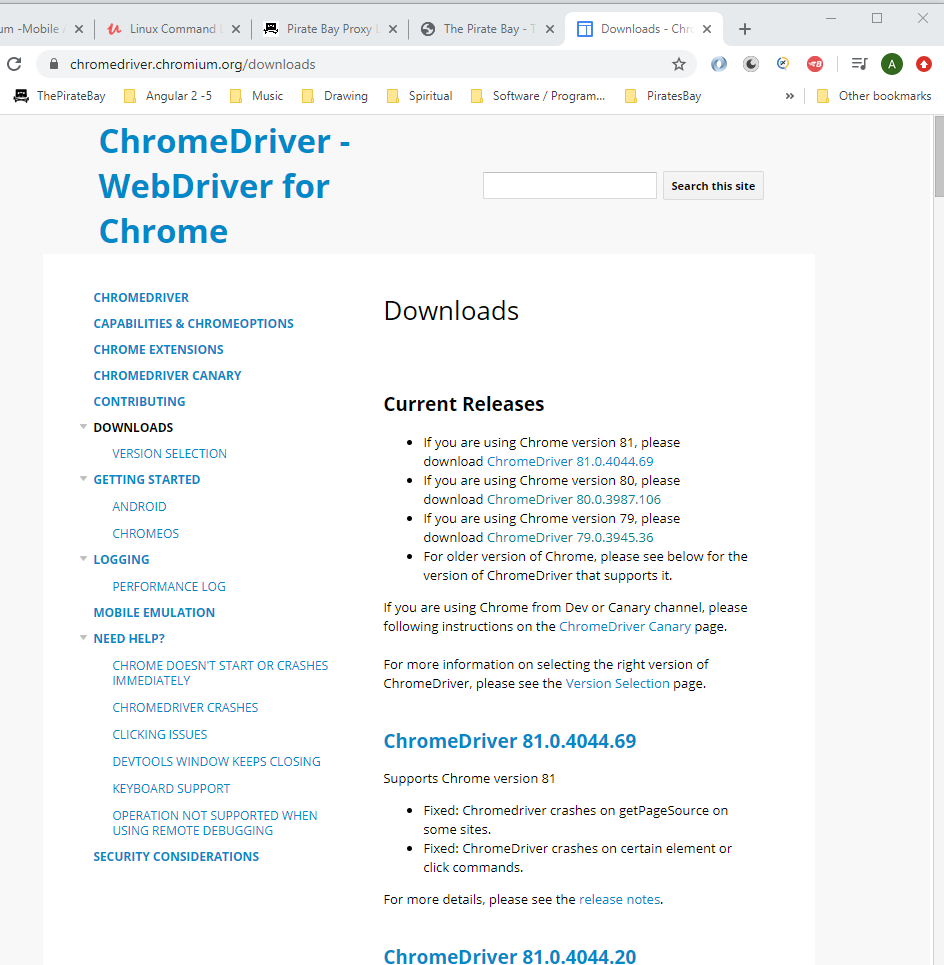 um -Mobile
Linux Command
Pirate Bay Proxy
The Pirate Bay - T
Downloads - Chro
chromedriver.chromium.org/downloads
A
ThePirateBay
Angular 2 -5
Music
Drawing
Spiritual
Software / Program...
PiratesBay
»
Other bookmarks
ChromeDriver -
WebDriver for
Chrome
Search this site
CHROMEDRIVER
CAPABILITIES & CHROMEOPTIONS
CHROME EXTENSIONS
CHROMEDRIVER CANARY
CONTRIBUTING
DOWNLOADS
VERSION SELECTION
GETTING STARTED
ANDROID
CHROMEOS
LOGGING
PERFORMANCE LOG
MOBILE EMULATION
NEED HELP?
CHROME DOESN'T START OR CRASHES
IMMEDIATELY
CHROMEDRIVER CRASHES
CLICKING ISSUES
DEVTOOLS WINDOW KEEPS CLOSING
KEYBOARD SUPPORT
OPERATION NOT SUPPORTED WHEN
USING REMOTE DEBUGGING
SECURITY CONSIDERATIONS
Downloads
Current Releases
• If you are using Chrome version 81, please
download ChromeDriver 81.0.4044.69
• If you are using Chrome version 80, please
download ChromeDriver 80.0.3987.106
• If you are using Chrome version 79, please
download ChromeDriver 79.0.3945.36
• For older version of Chrome, please see below for the
version of ChromeDriver that supports it.
If you are using Chrome from Dev or Canary channel, please
following instructions on the ChromeDriver Canary page.
For more information on selecting the right version of
ChromeDriver, please see the Version Selection page.
ChromeDriver 81.0.4044.69
Supports Chrome version 81
• Fixed: Chromedriver crashes on getPageSource on
some sites.
• Fixed: ChromeDriver crashes on certain element or
click commands.
For more details, please see the release notes.
ChromeDriver 81.0.4044.20